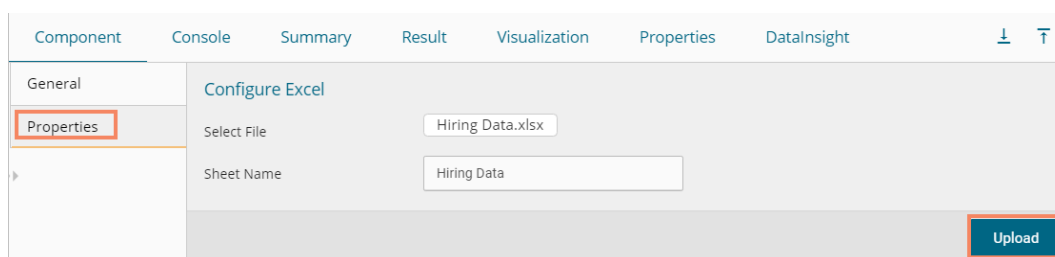 Component Console Summary Result Visualization Properties DataInsight
General
Configure Excel
Properties
Select File Hiring Data.xlsx
Sheet Name Hiring Data
Upload